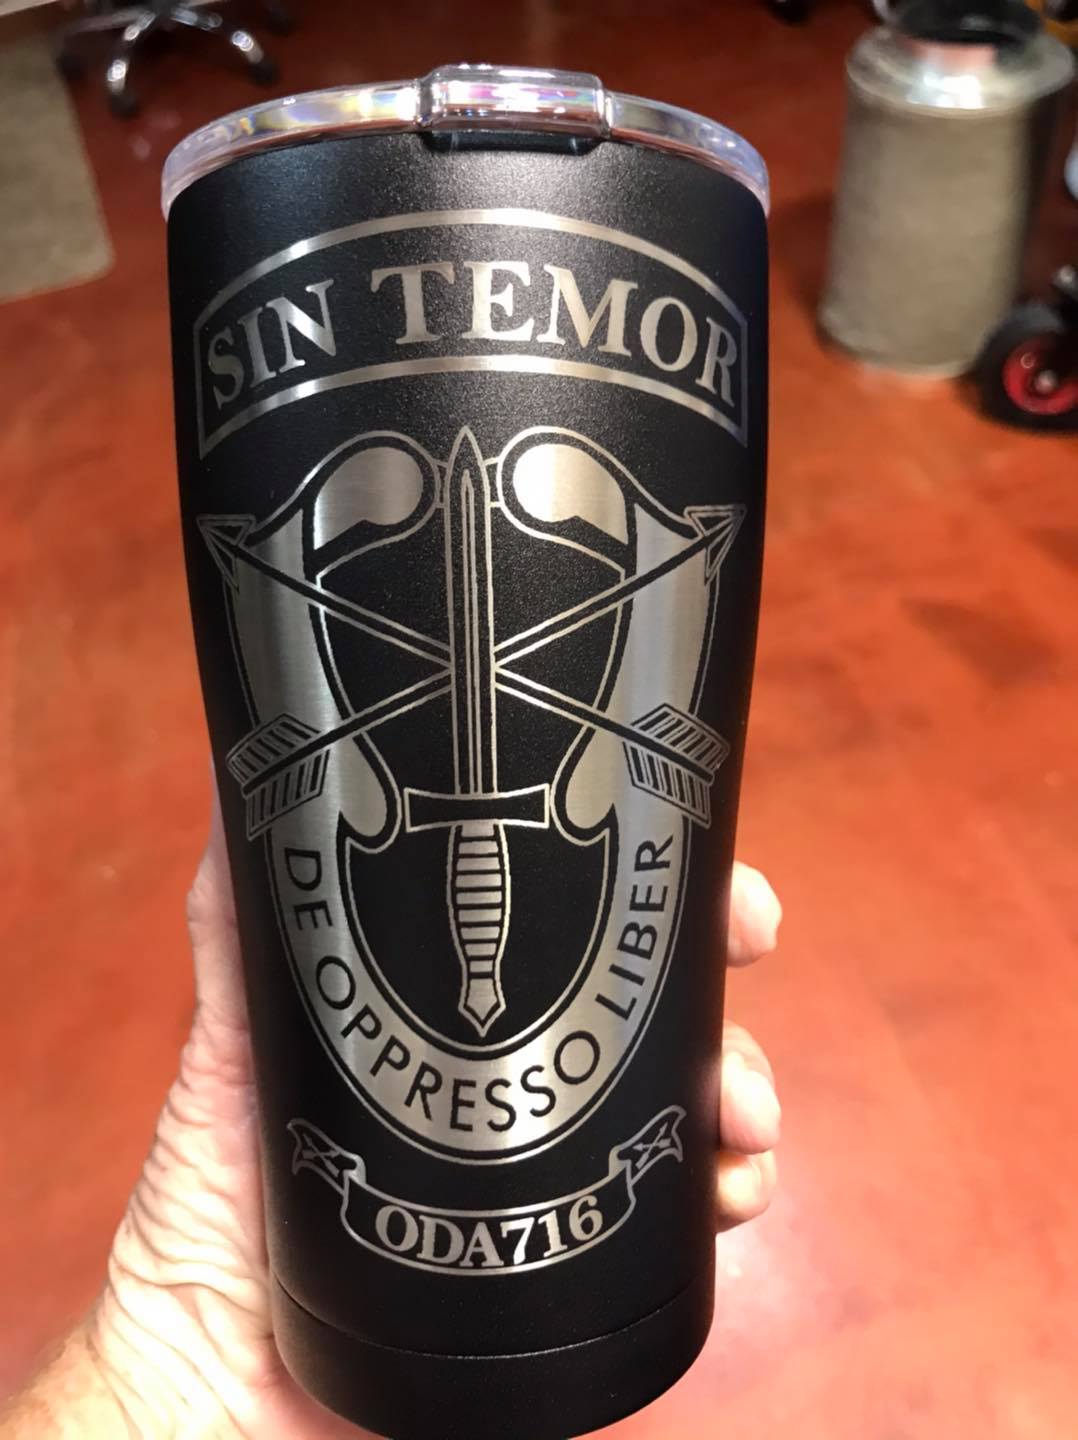 SIN TEMOR
DE OPPRESSO LIBER
ODA716